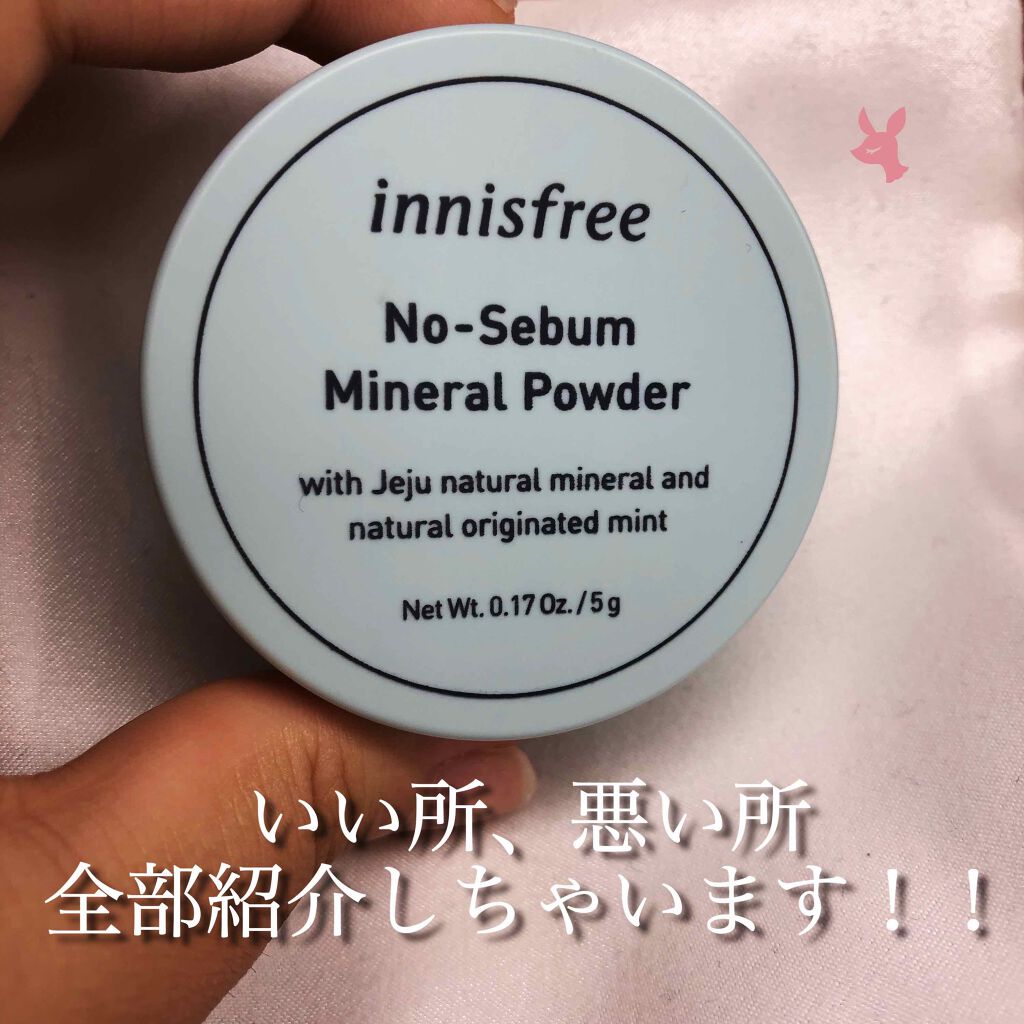 innisfree
No-Sebum
Mineral Powder
with Jeju natural mineral and
natural originated mint
Net Wt. 0.17 Oz. / 5 g
いい所、悪い所
全部紹介しちゃいます！！